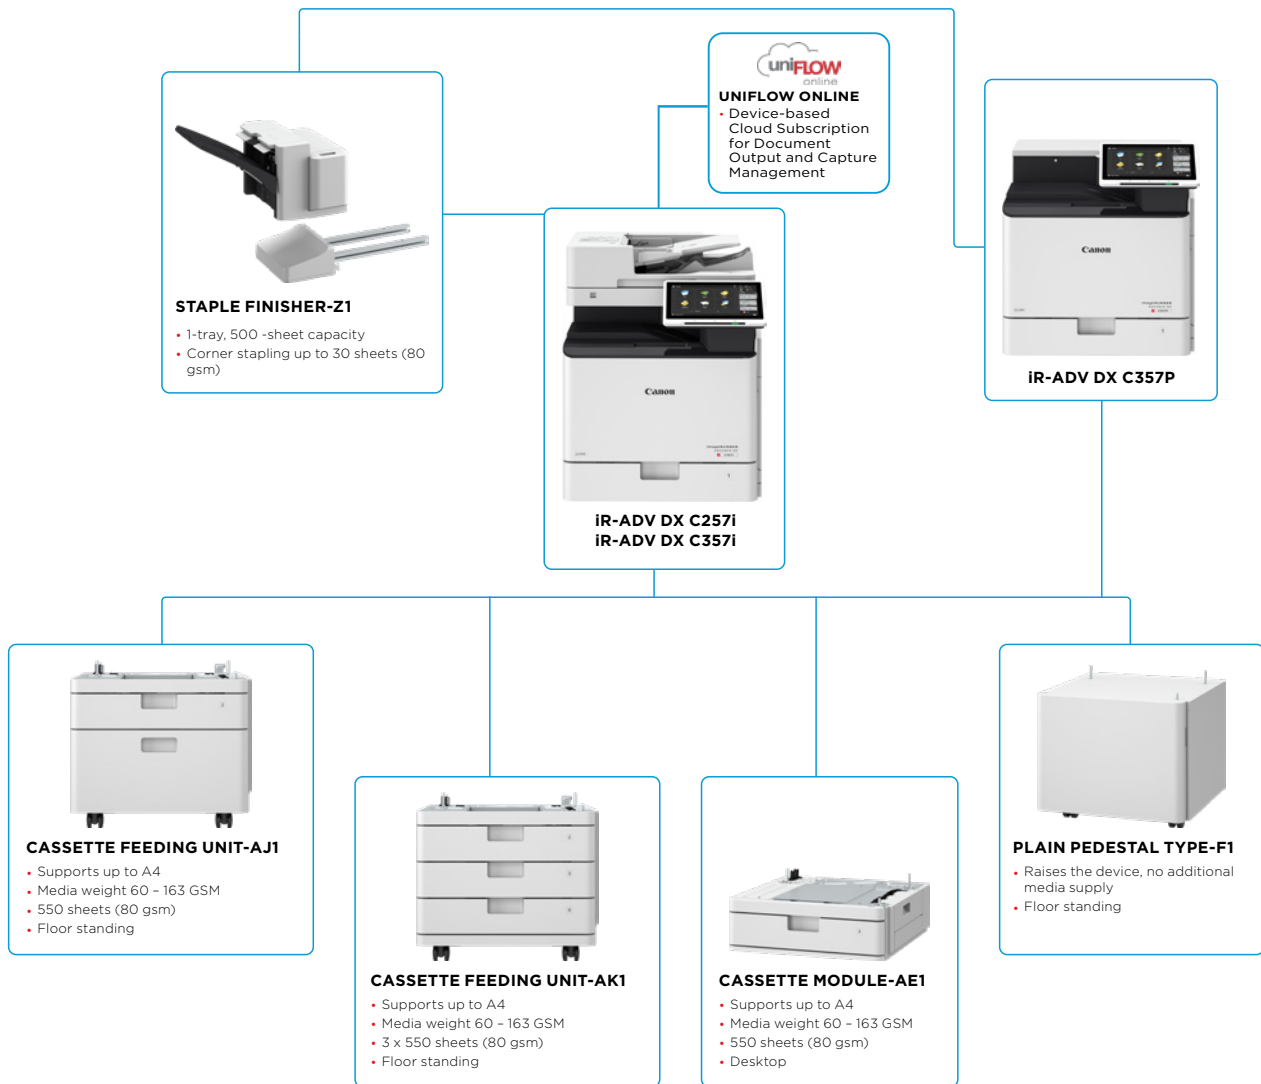 uniFLOW
online
UNIFLOW ONLINE
• Device-based
Cloud Subscription
for Document
Output and Capture
Management
STAPLE FINISHER-Z1
• 1-tray, 500 -sheet capacity
• Corner stapling up to 30 sheets (80
gsm)
Canon
iR-ADV DX C257i
iR-ADV DX C357i
Canon
iR-ADV DX C357P
CASSETTE FEEDING UNIT-AJ1
• Supports up to A4
• Media weight 60 – 163 GSM
• 550 sheets (80 gsm)
• Floor standing
CASSETTE FEEDING UNIT-AK1
• Supports up to A4
• Media weight 60 – 163 GSM
• 3 x 550 sheets (80 gsm)
• Floor standing
CASSETTE MODULE-AE1
• Supports up to A4
• Media weight 60 – 163 GSM
• 550 sheets (80 gsm)
• Desktop
PLAIN PEDESTAL TYPE-F1
• Raises the device, no additional
media supply
• Floor standing